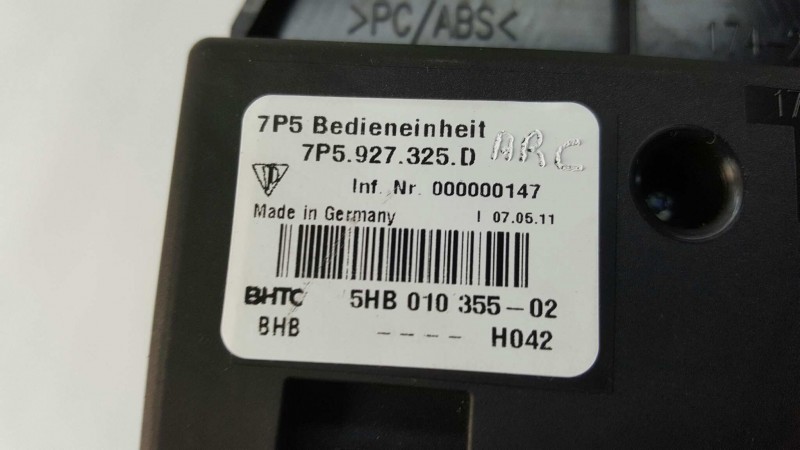 >PC/ABS<
7P5 Bedieneinheit
7P5.927.325.D ARC
Inf. Nr. 000000147
Made in Germany I 07.05.11
BHTC 5HB 010 355-02
BHB ---- H042
17